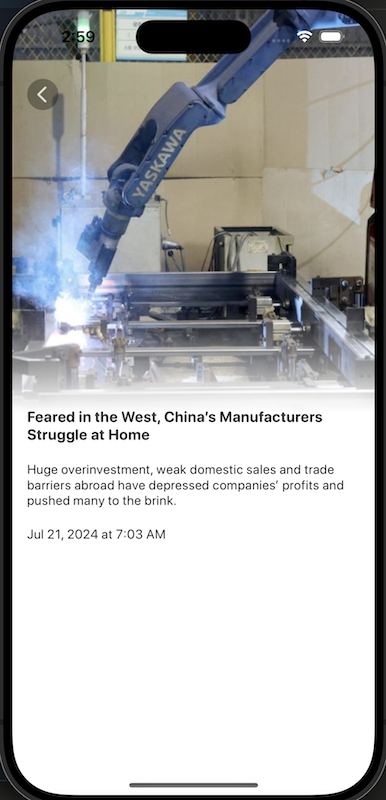 2:59
YASKAWA
Feared in the West, China's Manufacturers
Struggle at Home
Huge overinvestment, weak domestic sales and trade
barriers abroad have depressed companies' profits and
pushed many to the brink.
Jul 21, 2024 at 7:03 AM